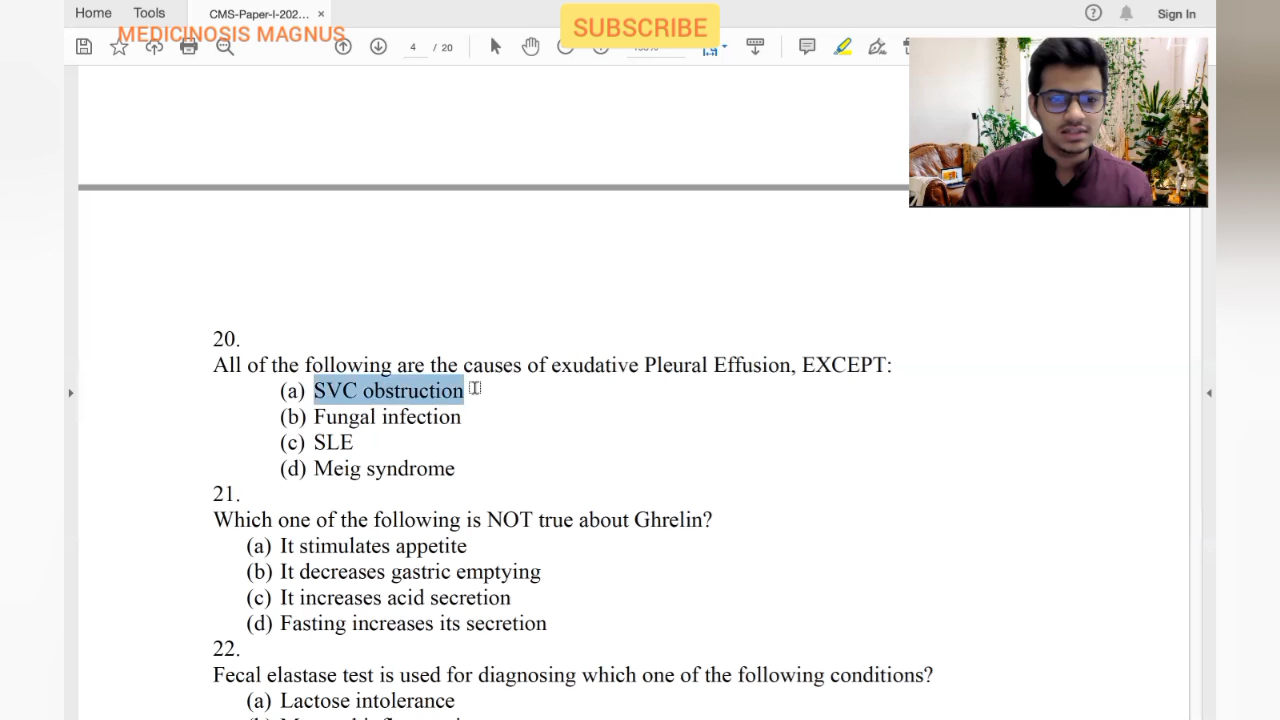 Home Tools CMS-Paper-I-202... × Sign In
MEDICINOSIS MAGNUS
SUBSCRIBE
4 / 20
20.
All of the following are the causes of exudative Pleural Effusion, EXCEPT:
(a) SVC obstruction
(b) Fungal infection
(c) SLE
(d) Meig syndrome
21.
Which one of the following is NOT true about Ghrelin?
(a) It stimulates appetite
(b) It decreases gastric emptying
(c) It increases acid secretion
(d) Fasting increases its secretion
22.
Fecal elastase test is used for diagnosing which one of the following conditions?
(a) Lactose intolerance